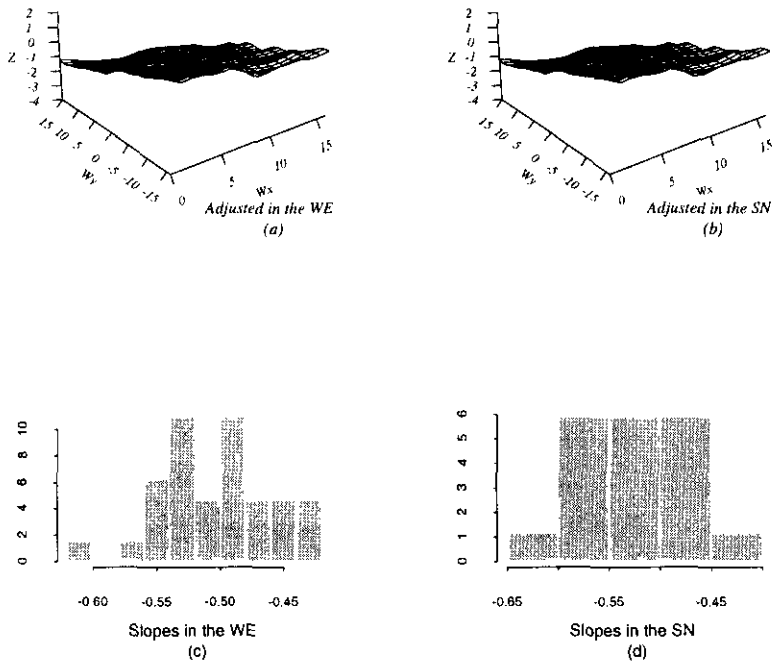 2
1
0
Z -1
-2
-3
-4
15 10 5 0 -5 -10 -15
Wy
0 5 10 15
Wx
Adjusted in the WE
(a)
2
1
0
Z -1
-2
-3
-4
15 10 5 0 -5 -10 -15
Wy
0 5 10 15
Wx
Adjusted in the SN
(b)
10
8
6
4
2
0
-0.60 -0.55 -0.50 -0.45
Slopes in the WE
(c)
6
5
4
3
2
1
0
-0.65 -0.55 -0.45
Slopes in the SN
(d)